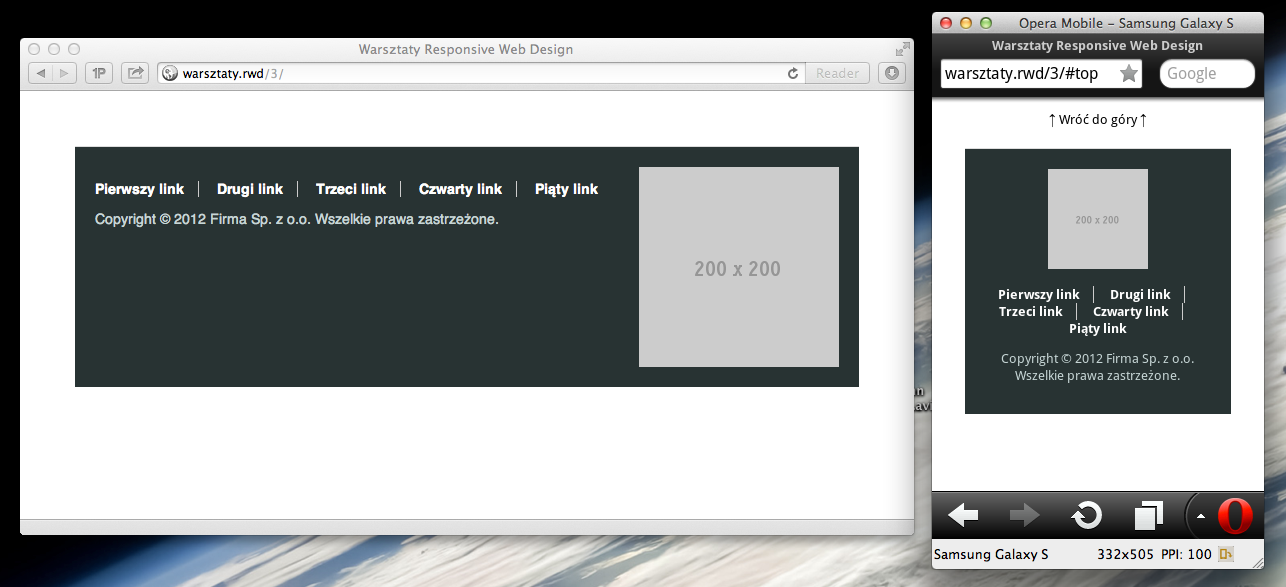 Warsztaty Responsive Web Design
1P
warsztaty.rwd/3/
Reader
Pierwszy link
Drugi link
Trzeci link
Czwarty link
Piąty link
Copyright © 2012 Firma Sp. z o.o. Wszelkie prawa zastrzeżone.
200 x 200
Opera Mobile – Samsung Galaxy S
Warsztaty Responsive Web Design
warsztaty.rwd/3/#top
Google
↑ Wróć do góry ↑
200 x 200
Pierwszy link Drugi link
Trzeci link Czwarty link
Piąty link
Copyright © 2012 Firma Sp. z o.o.
Wszelkie prawa zastrzeżone.
Samsung Galaxy S 332x505 PPI: 100